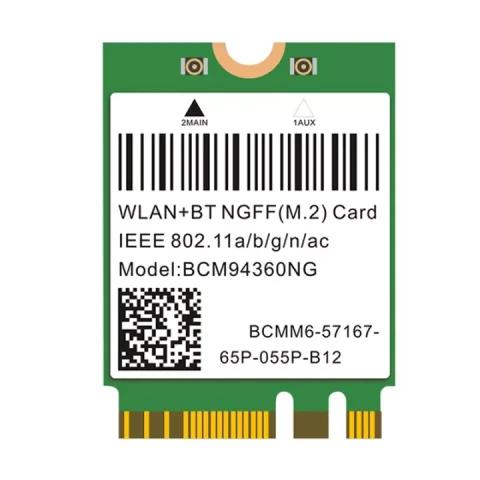 2MAIN 1AUX
WLAN+BT NGFF(M.2) Card
IEEE 802.11a/b/g/n/ac
Model:BCM94360NG
BCMM6-57167-
65P-055P-B12